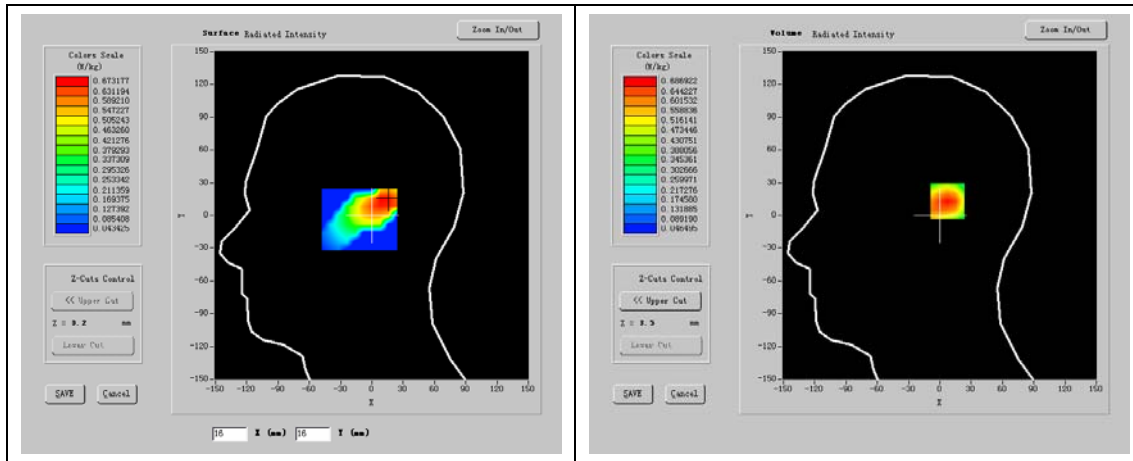 Surface Radiated Intensity
Zoom In/Out
Colors Scale
(W/kg)
0.673177
0.631194
0.589210
0.547227
0.505243
0.463260
0.421276
0.379293
0.337309
0.295326
0.253342
0.211359
0.169375
0.127392
0.085408
0.043425
Z-Cuts Control
<< Upper Cut
mm
Lower Cut
SAVE
Cancel
150
120
90
60
30
0
-30
-60
-90
-120
-150
Y
-150 -120 -90 -60 -30 0 30 60 90 120 150
X
16 X (mm) 16 Y (mm)
Volume Radiated Intensity
Zoom In/Out
Colors Scale
(W/kg)
0.686922
0.644227
0.601532
0.558836
0.516141
0.473446
0.430751
0.388056
0.345361
0.302666
0.259971
0.217276
0.174580
0.131885
0.089190
0.046495
Z-Cuts Control
<< Upper Cut
mm
Lower Cut
SAVE
Cancel
150
120
90
60
30
0
-30
-60
-90
-120
-150
Y
-150 -120 -90 -60 -30 0 30 60 90 120 150
X